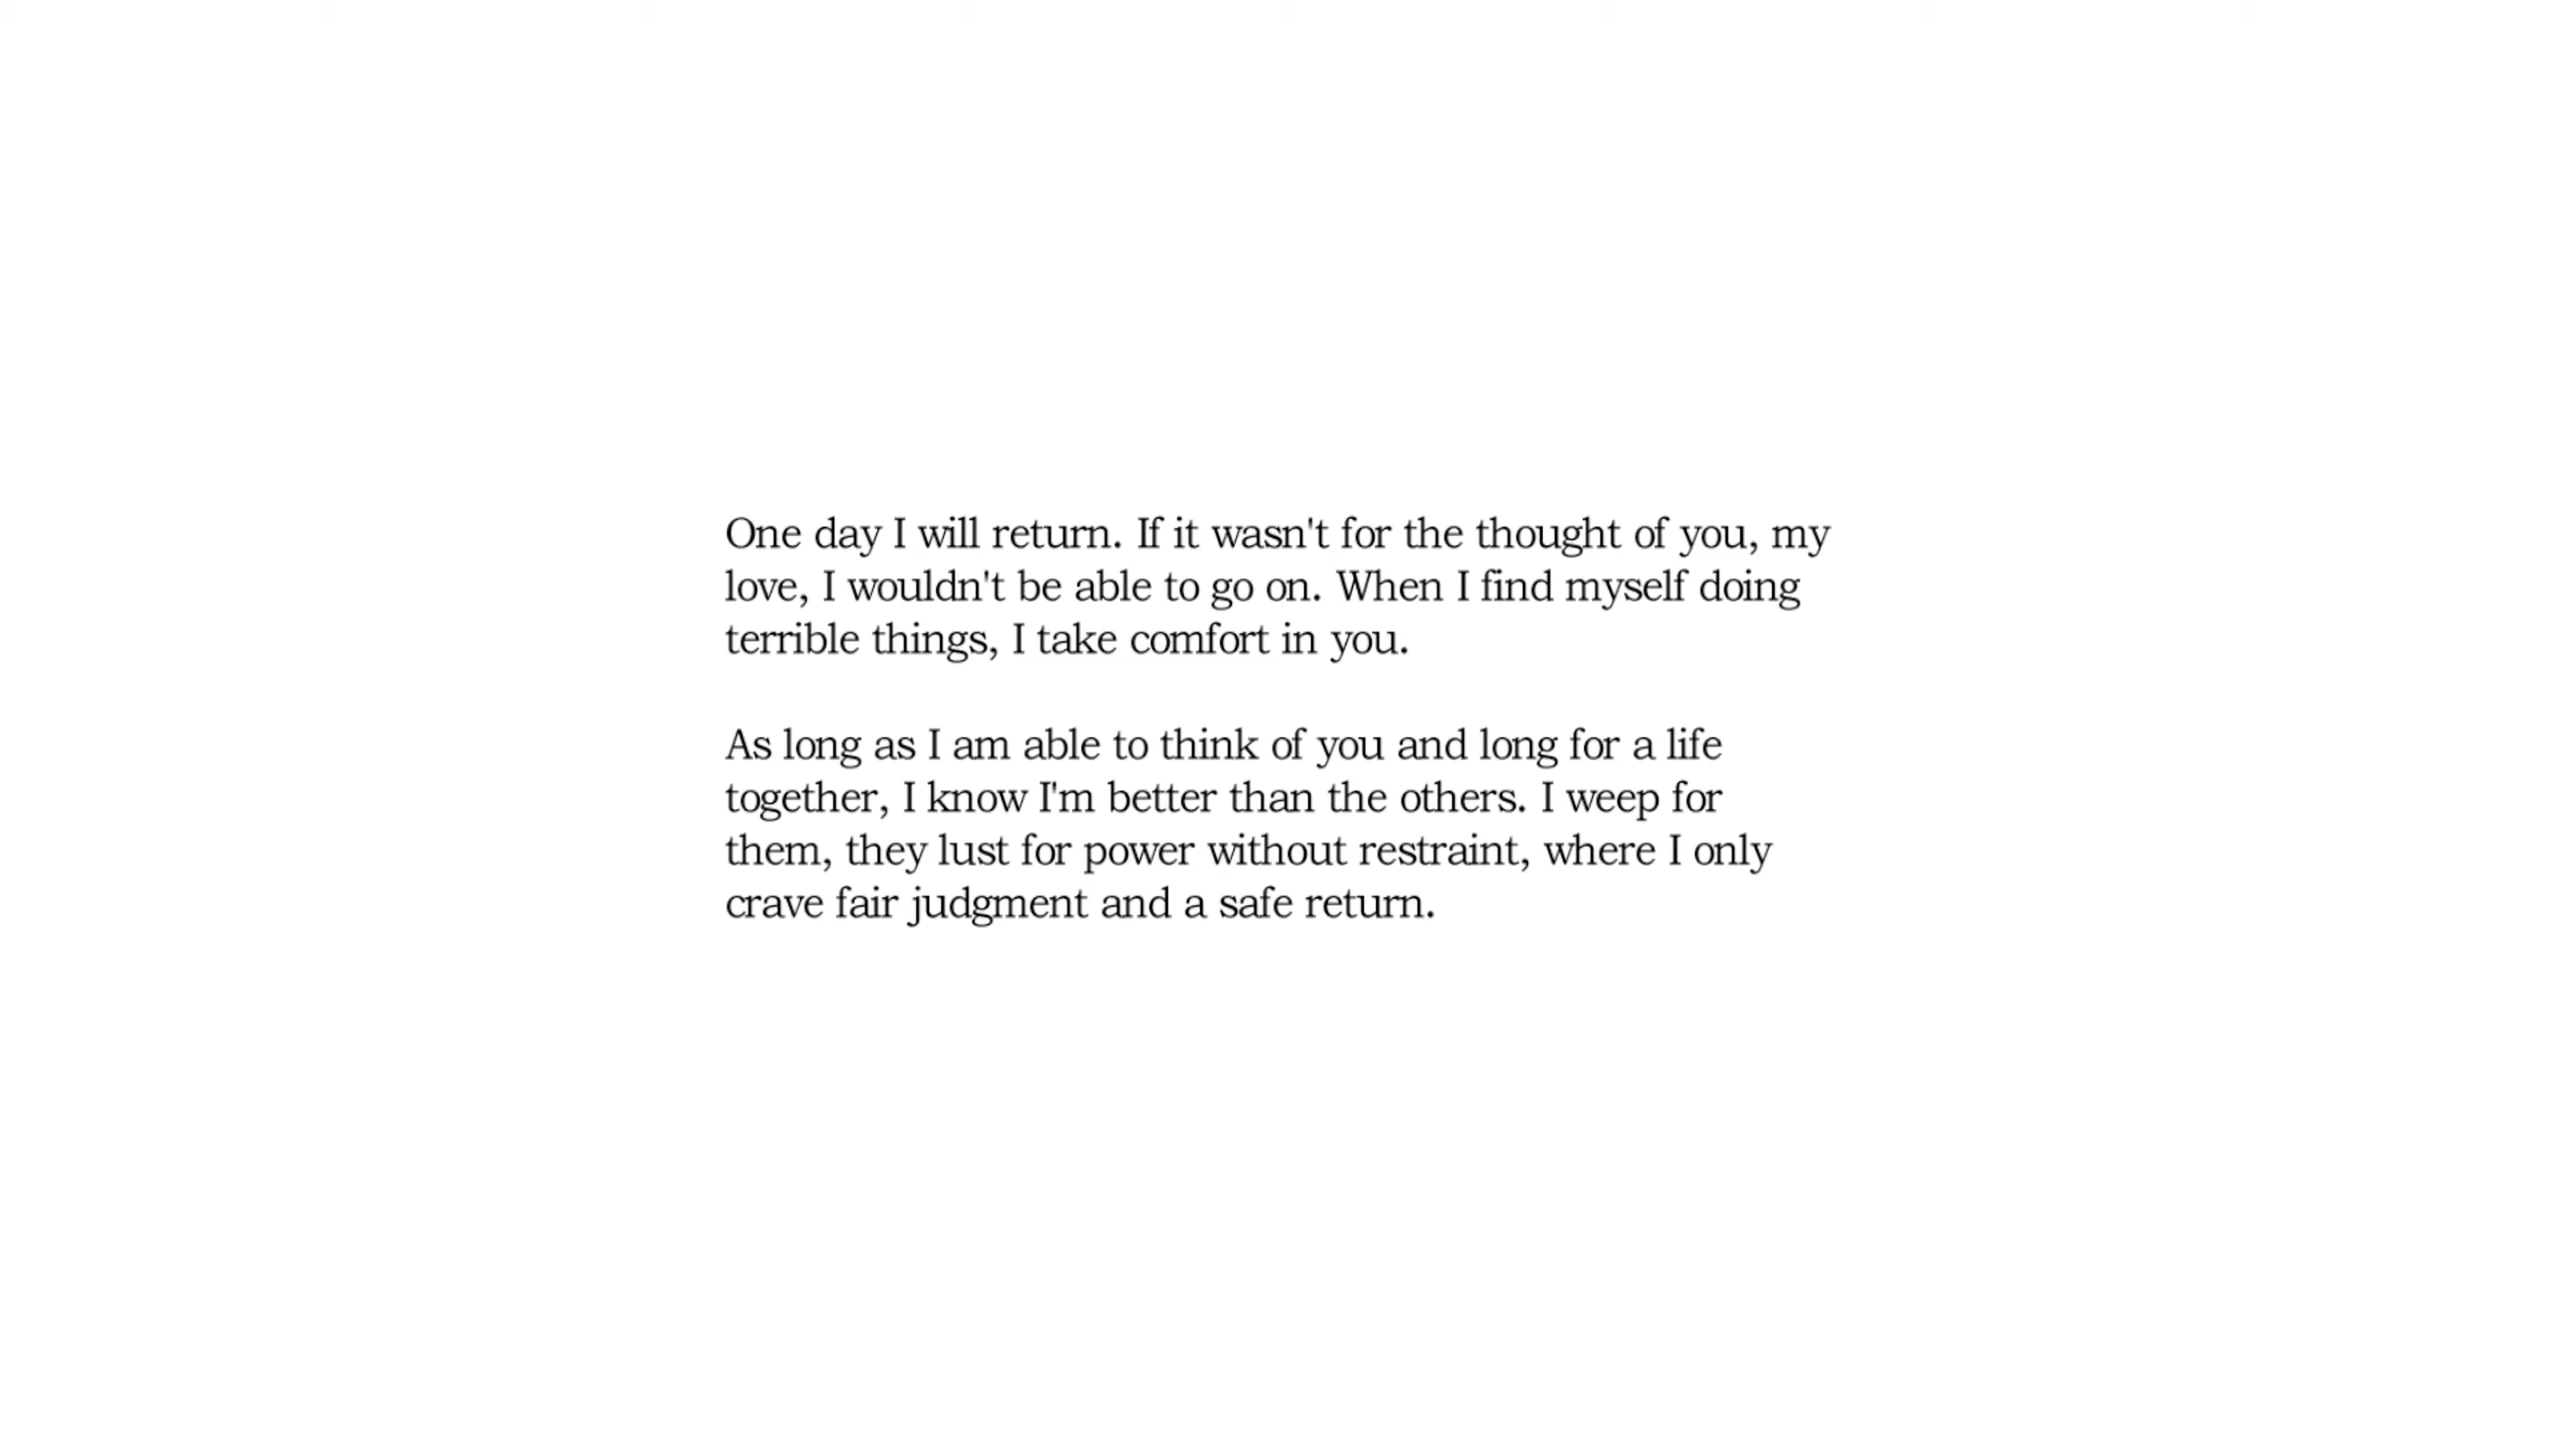 One day I will return. If it wasn't for the thought of you, my
love, I wouldn't be able to go on. When I find myself doing
terrible things, I take comfort in you.
As long as I am able to think of you and long for a life
together, I know I'm better than the others. I weep for
them, they lust for power without restraint, where I only
crave fair judgment and a safe return.